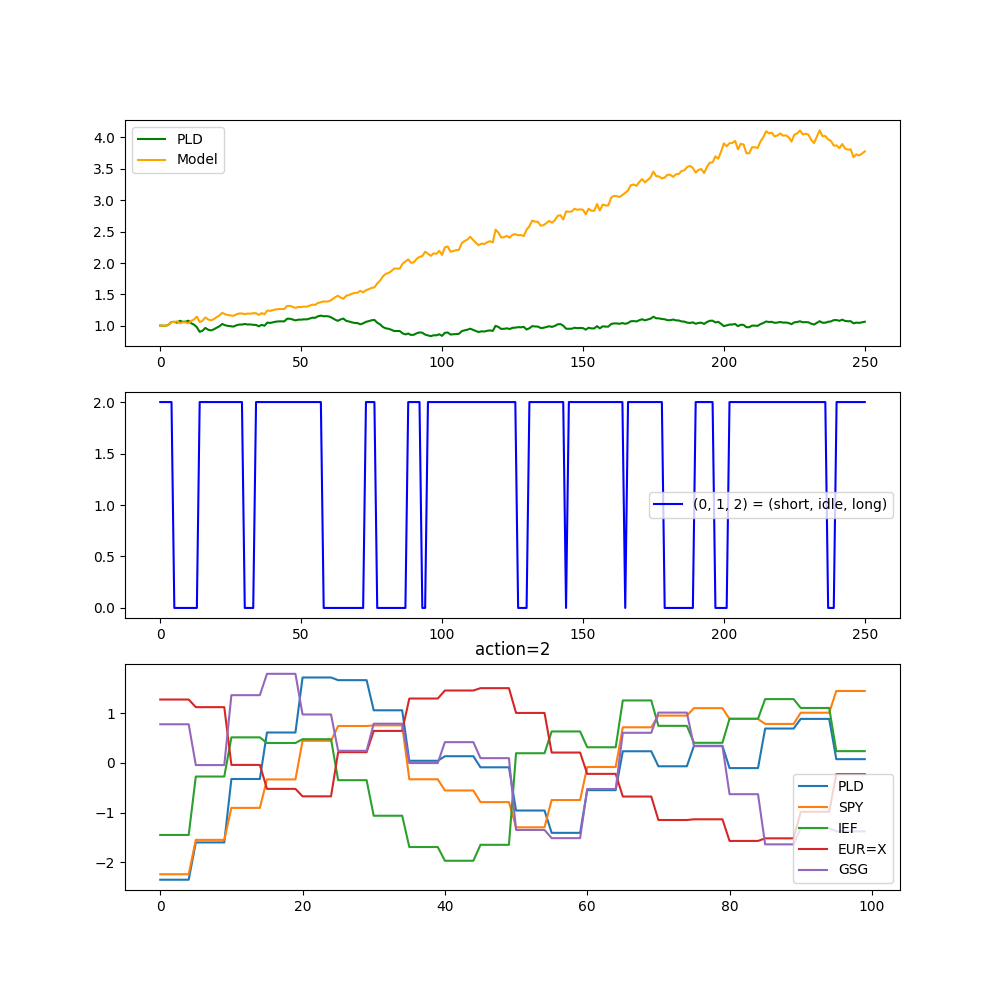 4.0
3.5
3.0
2.5
2.0
1.5
1.0
PLD
Model
0 50 100 150 200 250
2.0
1.5
1.0
0.5
0.0
(0, 1, 2) = (short, idle, long)
0 50 100 150 200 250
action=2
1
0
−1
−2
PLD
SPY
IEF
EUR=X
GSG
0 20 40 60 80 100